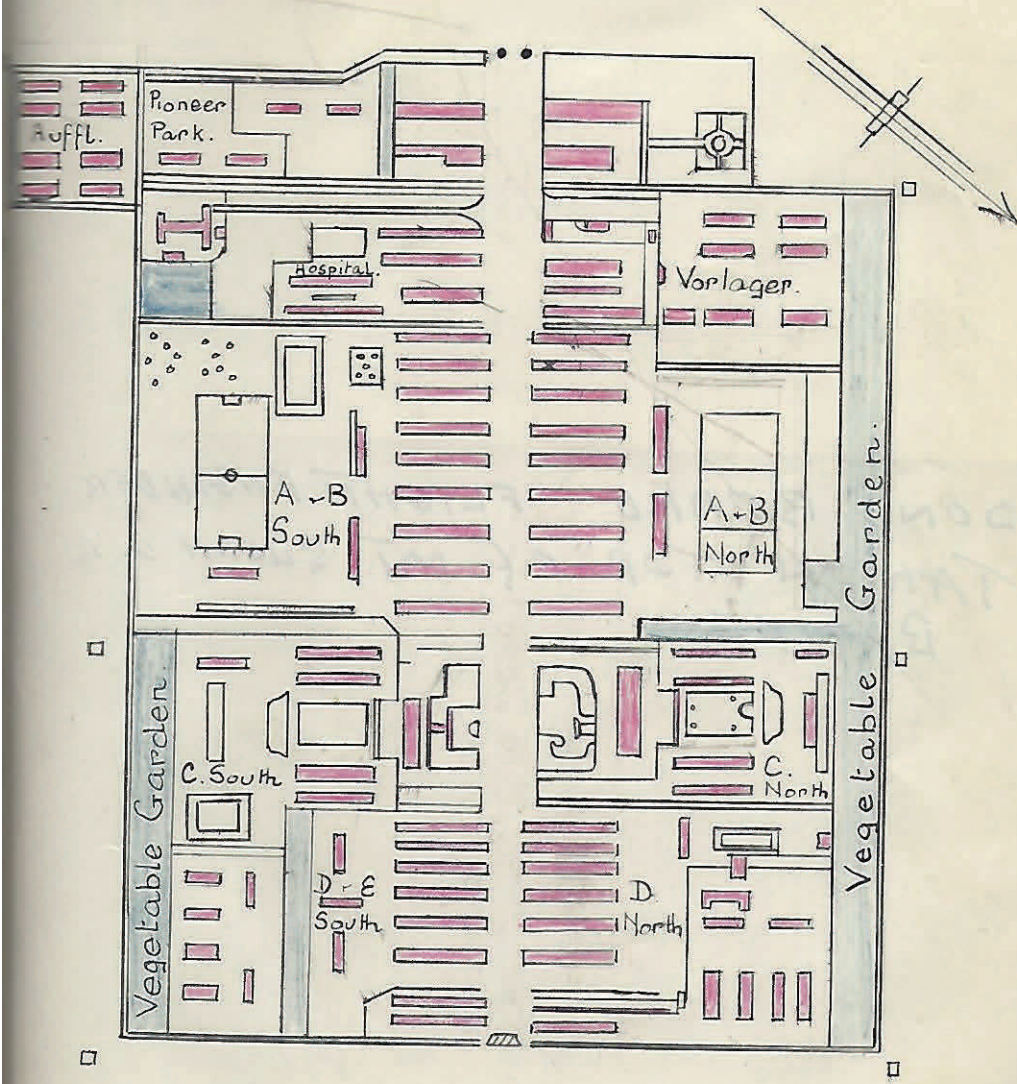 Auffl.
Pioneer
Park.
Hospital.
Vorlager.
A + B
South
A + B
North
Vegetable Garden.
Vegetable Garden.
C. South
C.
North
D - E
South
D.
North